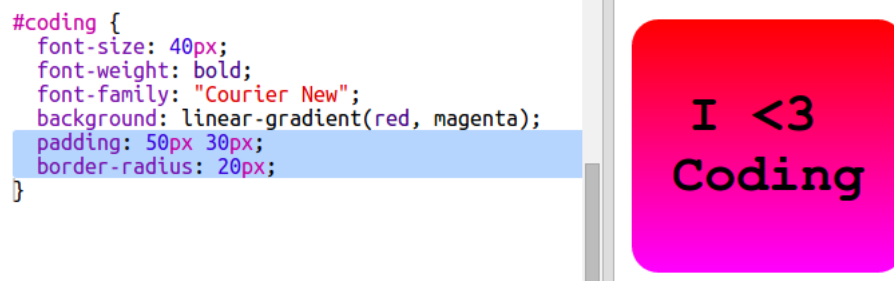 #coding {
  font-size: 40px;
  font-weight: bold;
  font-family: "Courier New";
  background: linear-gradient(red, magenta);
  padding: 50px 30px;
  border-radius: 20px;
}
I <3
Coding